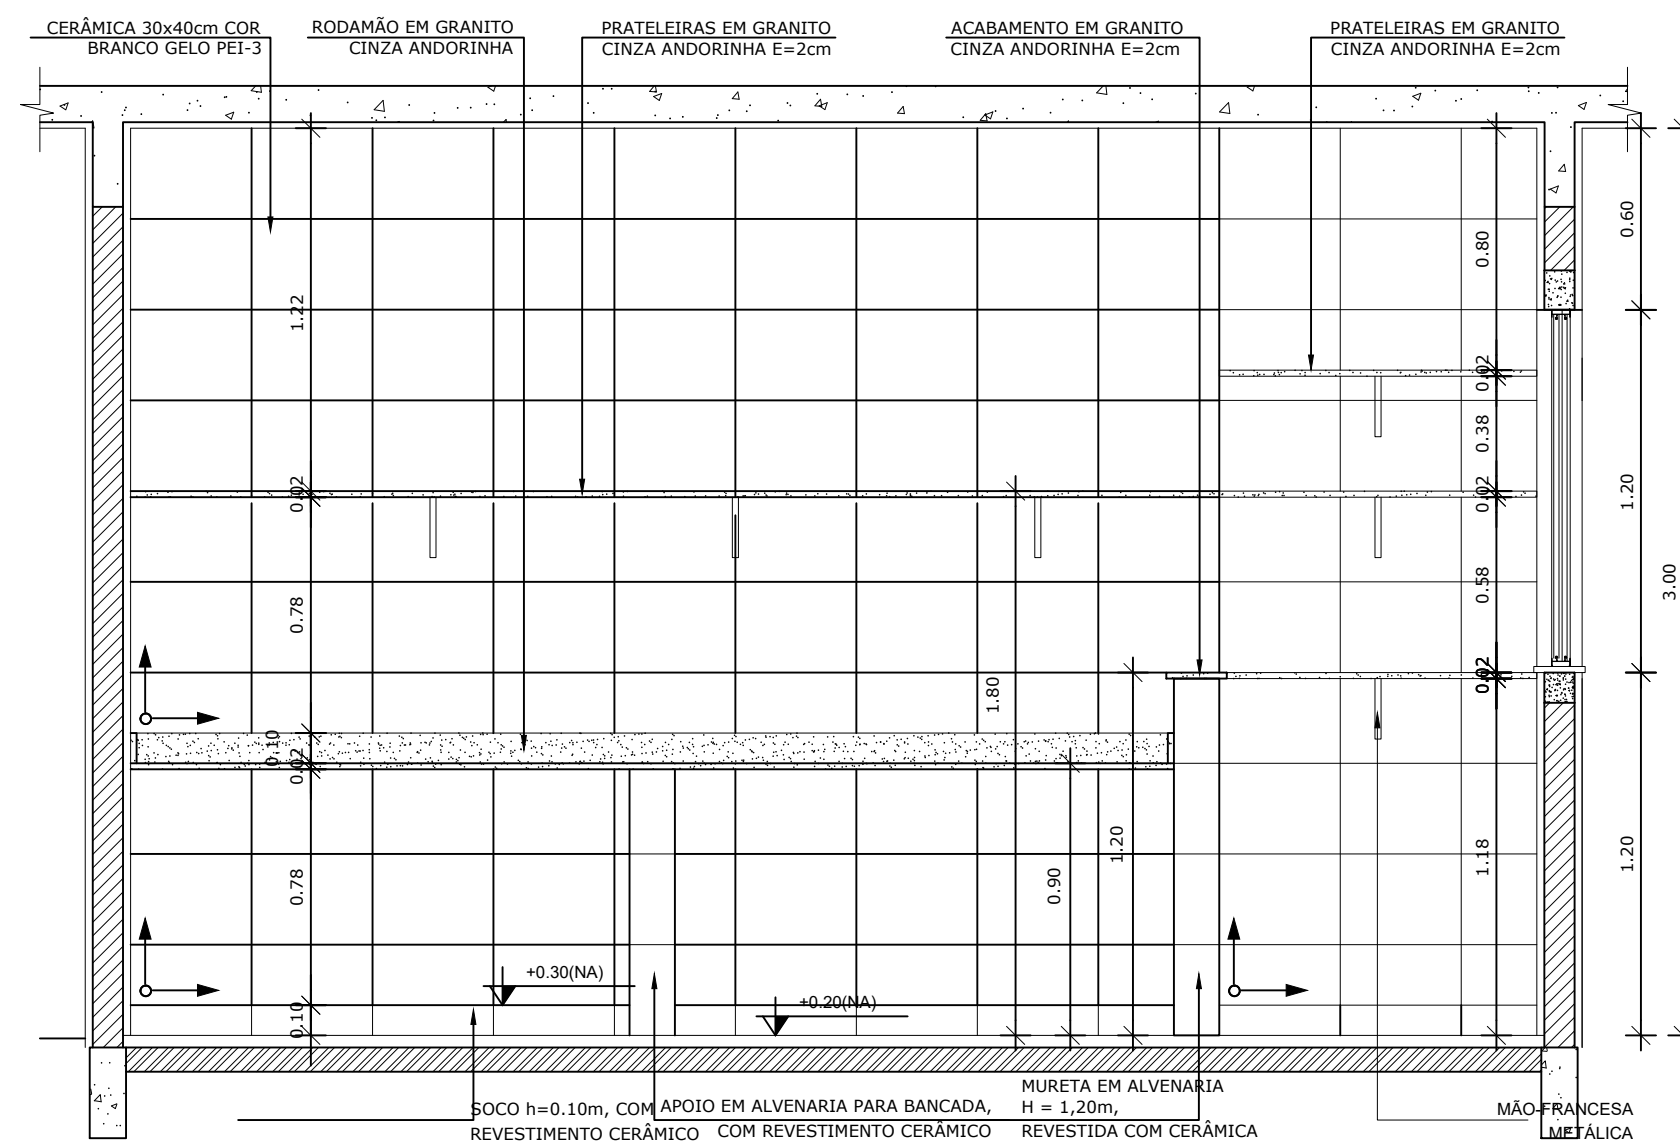 CERÂMICA 30x40cm COR
BRANCO GELO PEI-3
RODAMÃO EM GRANITO
CINZA ANDORINHA
PRATELEIRAS EM GRANITO
CINZA ANDORINHA E=2cm
ACABAMENTO EM GRANITO
CINZA ANDORINHA E=2cm
PRATELEIRAS EM GRANITO
CINZA ANDORINHA E=2cm
1.22
0.02
0.78
0,10
0.02
0.78
0.10
1.80
0.90
1.20
0.80
0.02
0.38
0.02
0.58
0.02
1.18
0.60
1.20
1.20
3.00
+0.30(NA)
+0.20(NA)
SOCO h=0.10m, COM
REVESTIMENTO CERÂMICO
APOIO EM ALVENARIA PARA BANCADA,
COM REVESTIMENTO CERÂMICO
MURETA EM ALVENARIA
H = 1,20m,
REVESTIDA COM CERÂMICA
MÃO-FRANCESA
METÁLICA